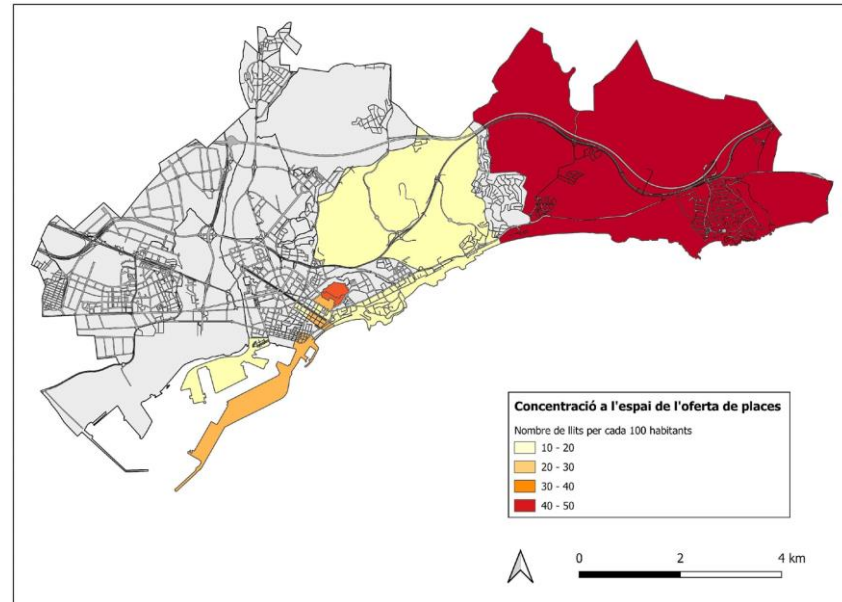 Concentració a l'espai de l'oferta de places
Nombre de llits per cada 100 habitants
10 - 20
20 - 30
30 - 40
40 - 50
0 2 4 km